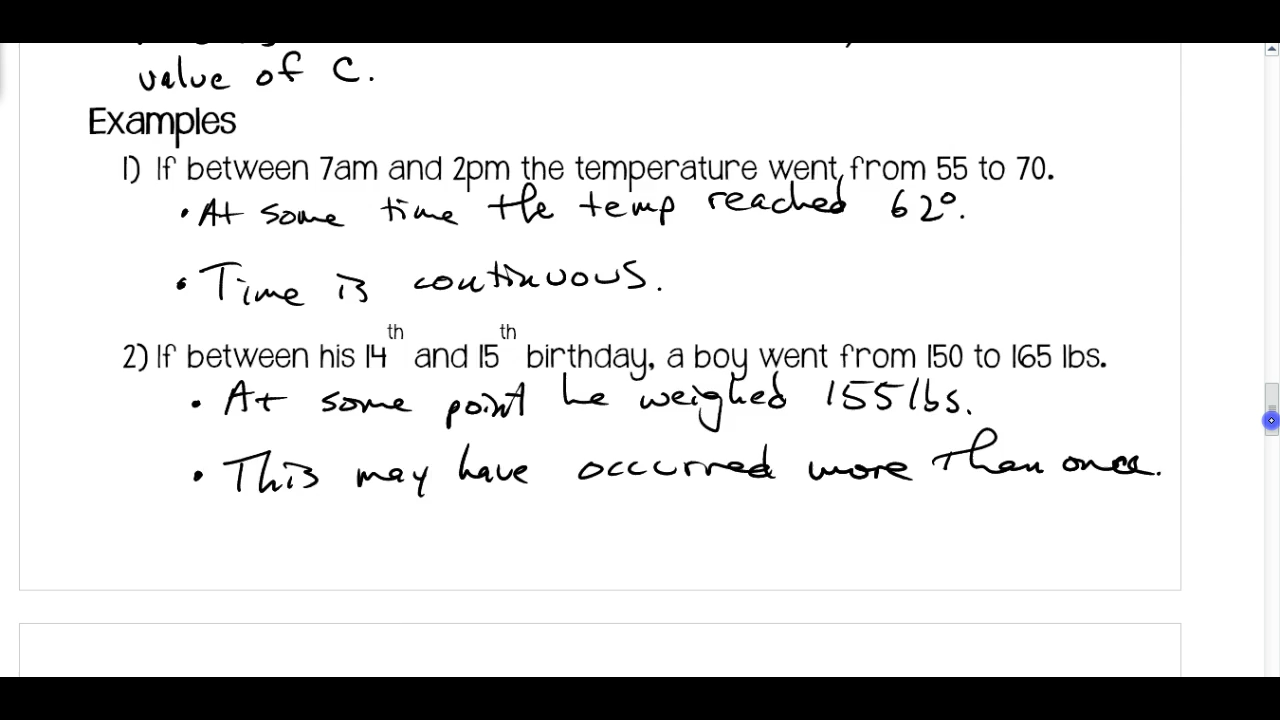 value of C.
Examples
1) If between 7am and 2pm the temperature went from 55 to 70.
• At some time the temp reached 62°.
• Time is continuous.
2) If between his 14th and 15th birthday, a boy went from 150 to 165 lbs.
• At some point he weighed 155 lbs.
• This may have occurred more than once.